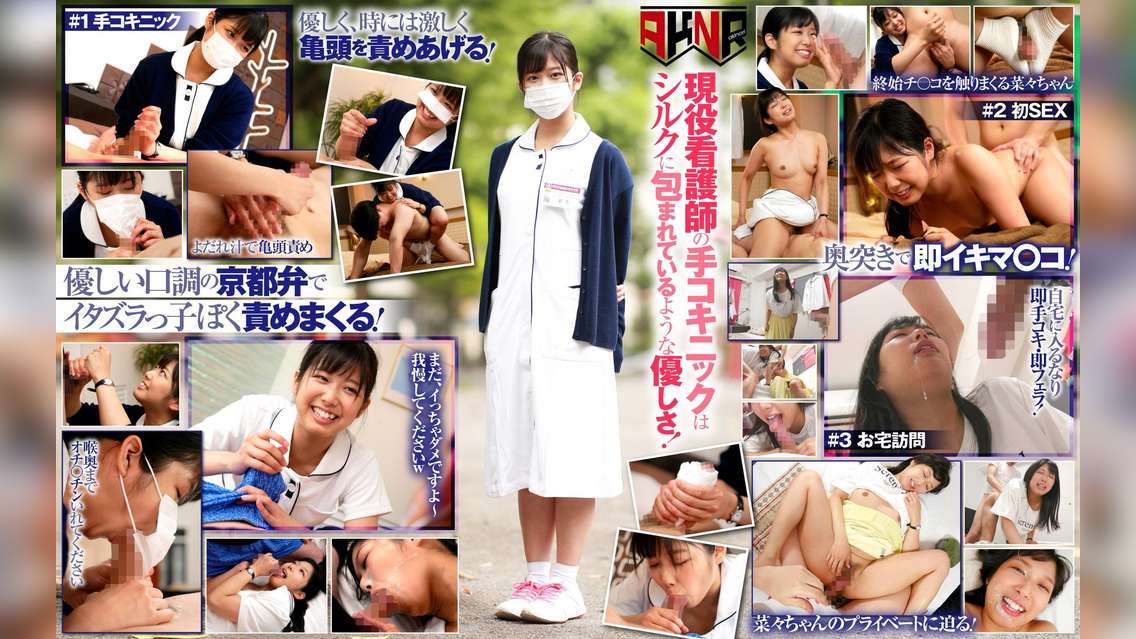 #1 手コキニック
優しく、時には激しく
亀頭を責めあげる！
よだれ汁で亀頭責め
優しい口調の京都弁で
イタズラっ子ぽく責めまくる！
まだ、イっちゃダメですよ〜
我慢してくださいw
喉奥まで
オチ●チンいれてください
AKNR
現役看護師の手コキニックは
シルクに包まれているような優しさ！
終始チ〇コを触りまくる菜々ちゃん
#2 初SEX
奥突きで即イキマ〇コ！
自宅に入るなり
即手コキ・即フェラ！
#3 お宅訪問
菜々ちゃんのプライベートに迫る！